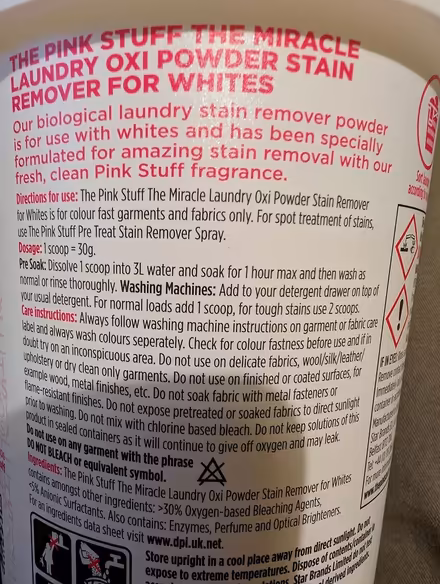 THE PINK STUFF THE MIRACLE
LAUNDRY OXI POWDER STAIN
REMOVER FOR WHITES
Our biological laundry stain remover powder
is for use with whites and has been specially
formulated for amazing stain removal with our
fresh, clean Pink Stuff fragrance.
Directions for use: The Pink Stuff The Miracle Laundry Oxi Powder Stain Remover
for Whites is for colour fast garments and fabrics only. For spot treatment of stains,
use The Pink Stuff Pre Treat Stain Remover Spray.
Dosage: 1 scoop = 30g.
Pre Soak: Dissolve 1 scoop into 3L water and soak for 1 hour max and then wash as
normal or rinse thoroughly. Washing Machines: Add to your detergent drawer on top of
your usual detergent. For normal loads add 1 scoop, for tough stains use 2 scoops.
Care instructions: Always follow washing machine instructions on garment or fabric care
label and always wash colours seperately. Check for colour fastness before use and if in
doubt try on an inconspicuous area. Do not use on delicate fabrics, wool/silk/leather/
upholstery or dry clean only garments. Do not use on finished or coated surfaces, for
example wood, metal finishes, etc. Do not soak fabric with metal fasteners or
flame-resistant finishes. Do not expose pretreated or soaked fabrics to direct sunlight
prior to washing. Do not mix with chlorine based bleach. Do not keep solutions of this
product in sealed containers as it will continue to give off oxygen and may leak.
Do not use on any garment with the phrase
DO NOT BLEACH or equivalent symbol.
Ingredients: The Pink Stuff The Miracle Laundry Oxi Powder Stain Remover for Whites
contains amongst other ingredients: >30% Oxygen-based Bleaching Agents,
<5% Anionic Surfactants. Also contains: Enzymes, Perfume and Optical Brighteners.
For an ingredients data sheet visit www.dpi.uk.net.
Store upright in a cool place away from direct sunlight. Do not
expose to extreme temperatures. Dispose of contents/container
Star Brands Limited